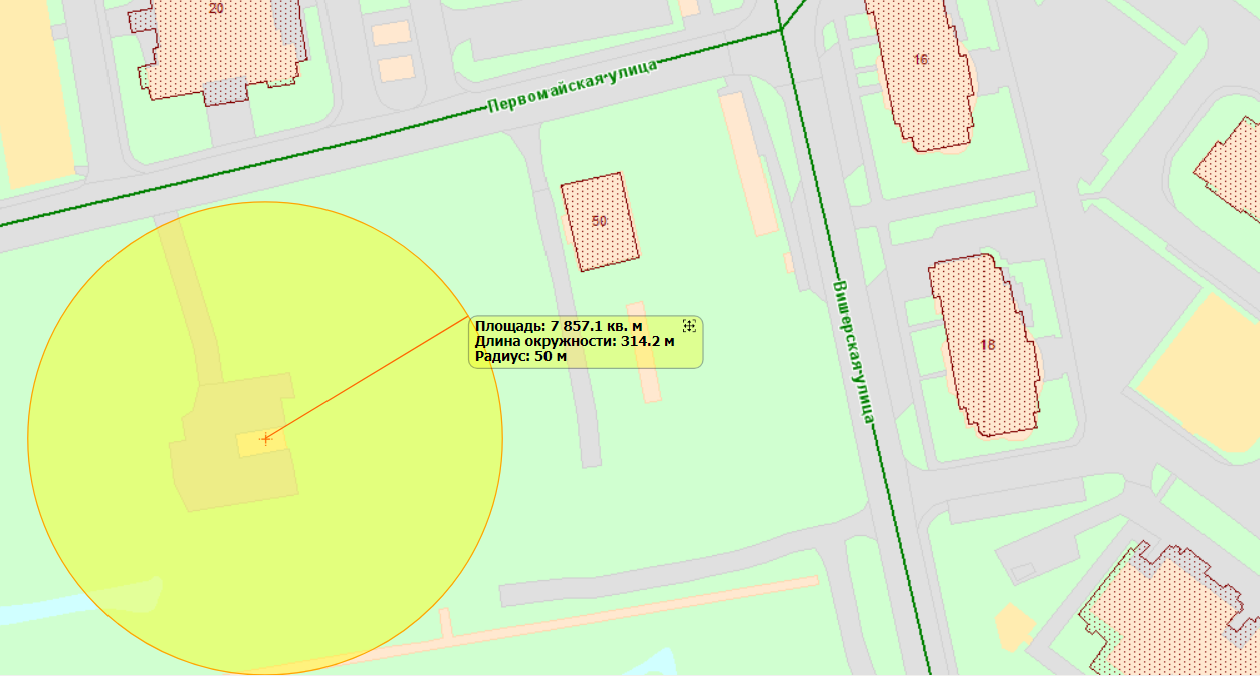 20
16
Первомайская улица
50
Площадь: 7 857.1 кв. м
Длина окружности: 314.2 м
Радиус: 50 м
Вишерская улица
18